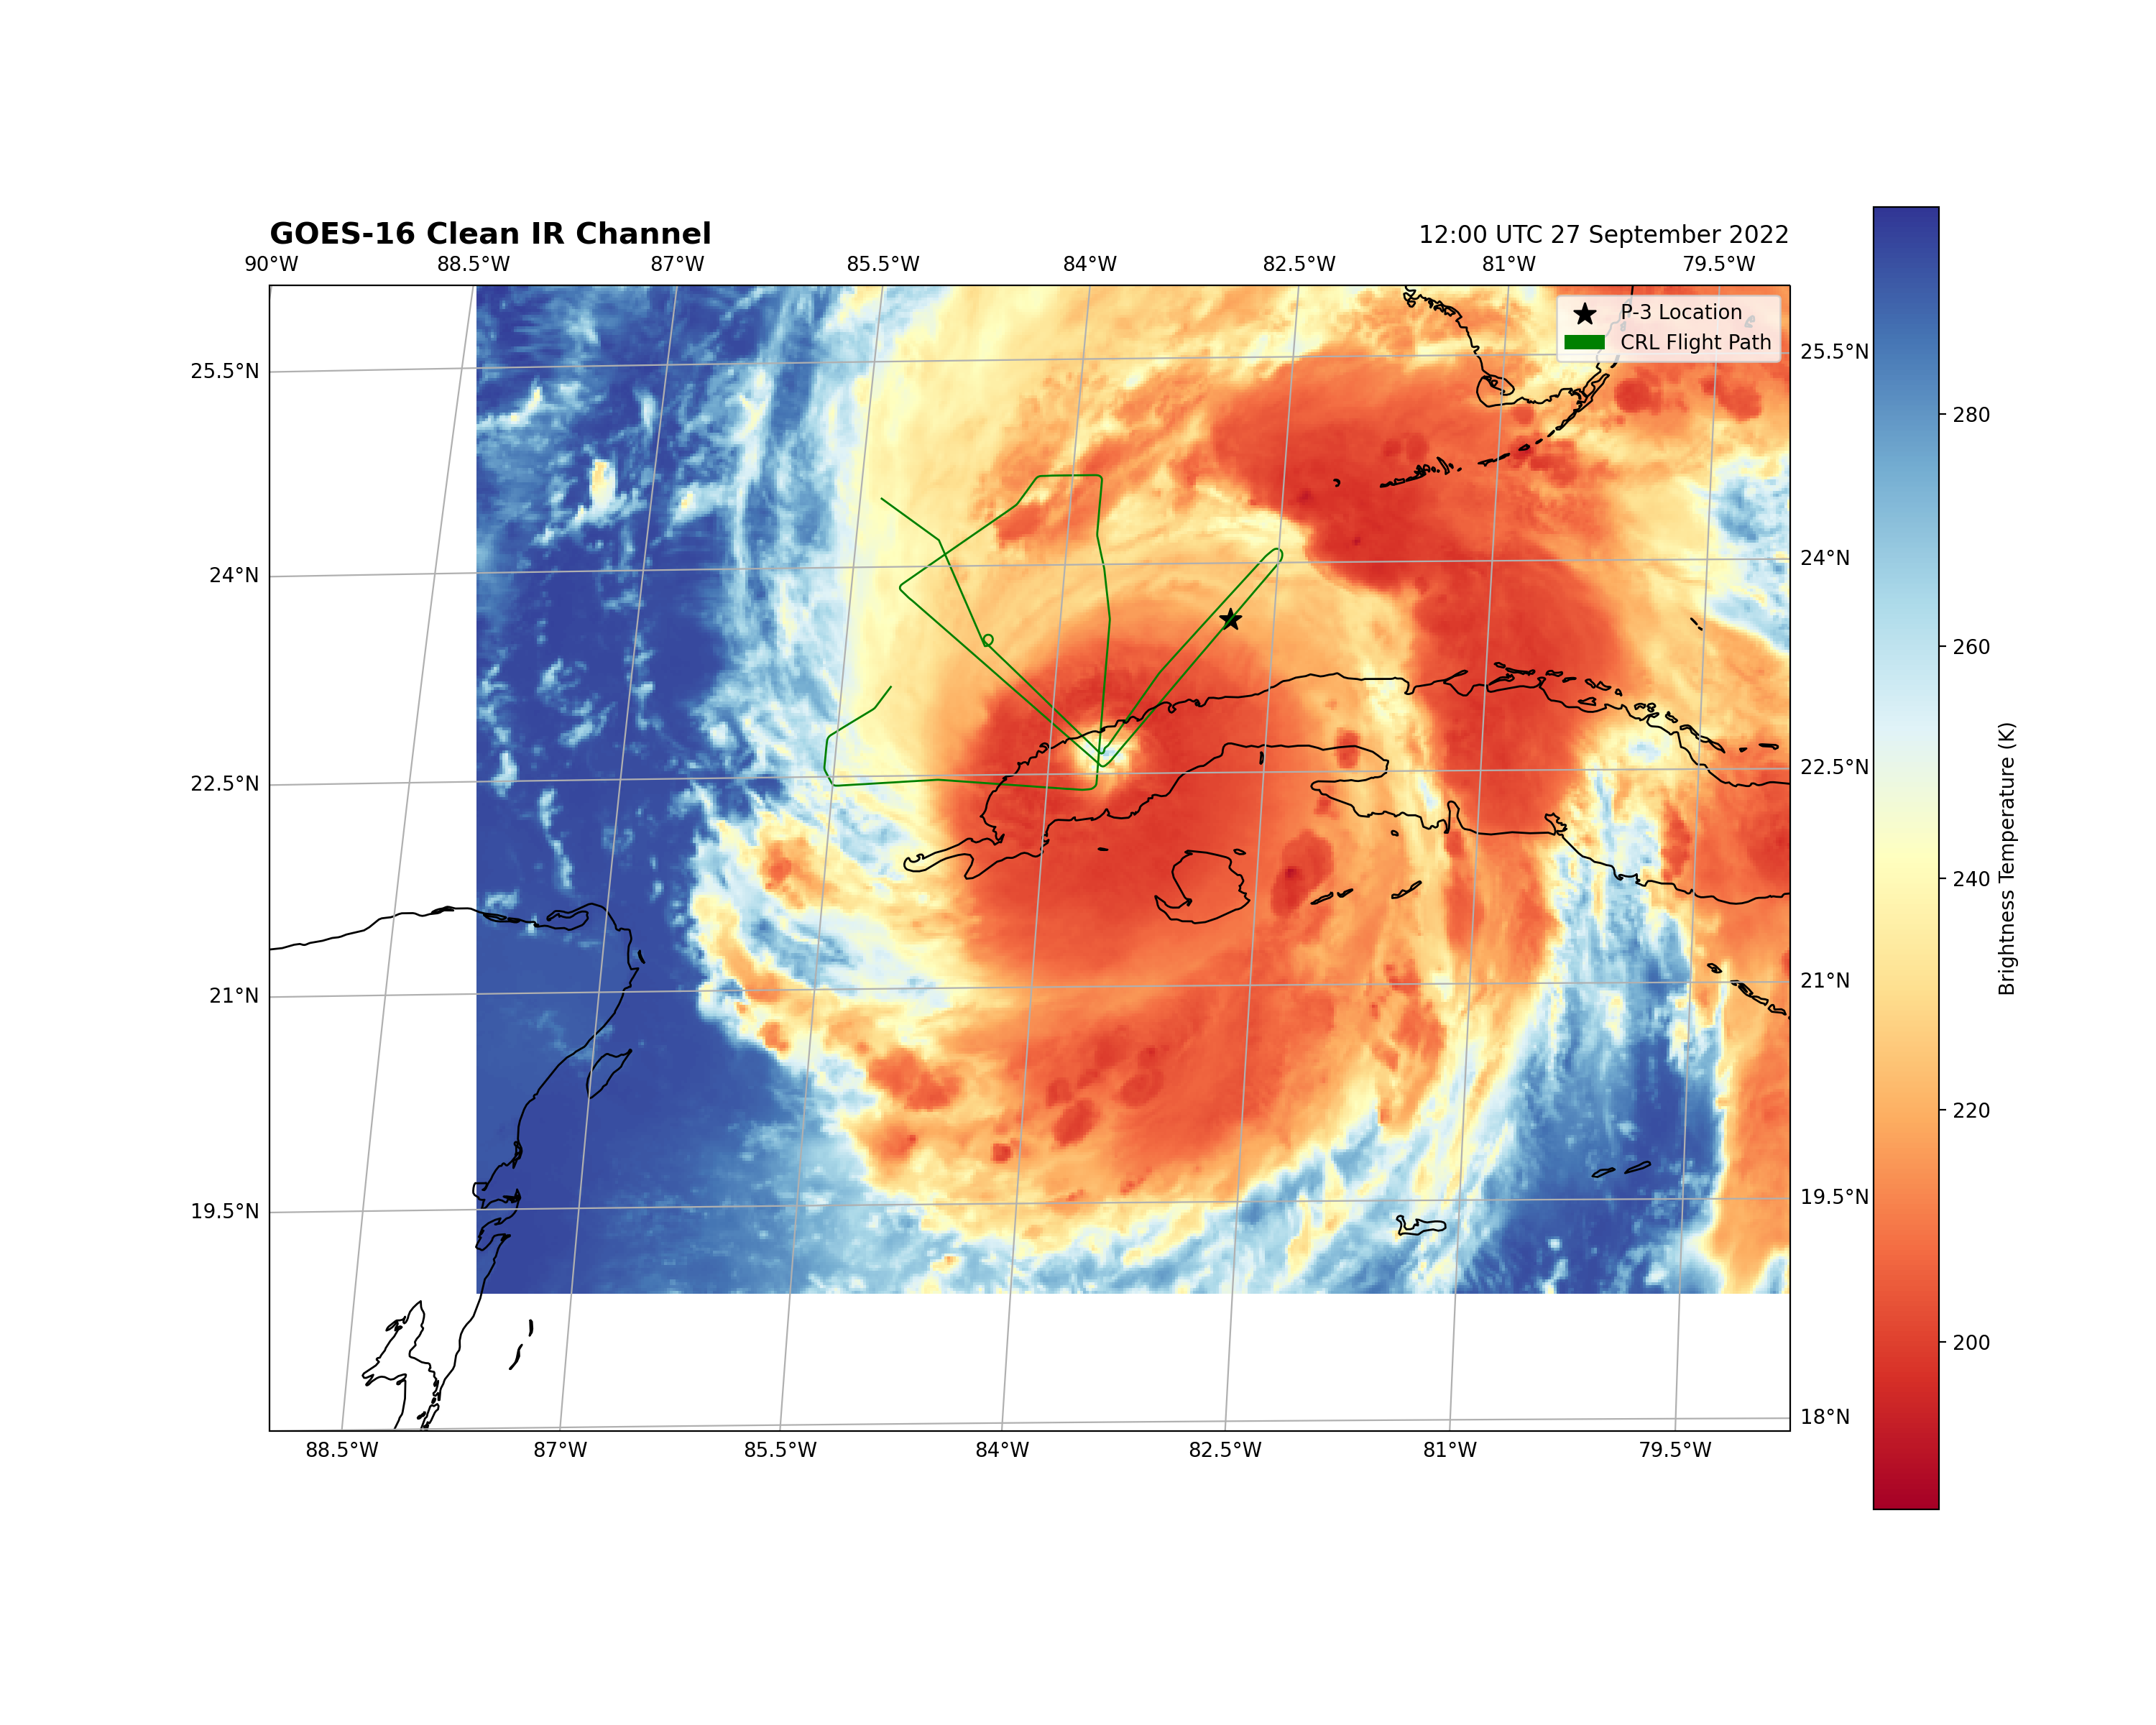 GOES-16 Clean IR Channel
12:00 UTC 27 September 2022
90°W 88.5°W 87°W 85.5°W 84°W 82.5°W 81°W 79.5°W
P-3 Location
CRL Flight Path
25.5°N
25.5°N
24°N
24°N
22.5°N
22.5°N
21°N
21°N
19.5°N
19.5°N
18°N
88.5°W 87°W 85.5°W 84°W 82.5°W 81°W 79.5°W
280
260
240
220
200
Brightness Temperature (K)